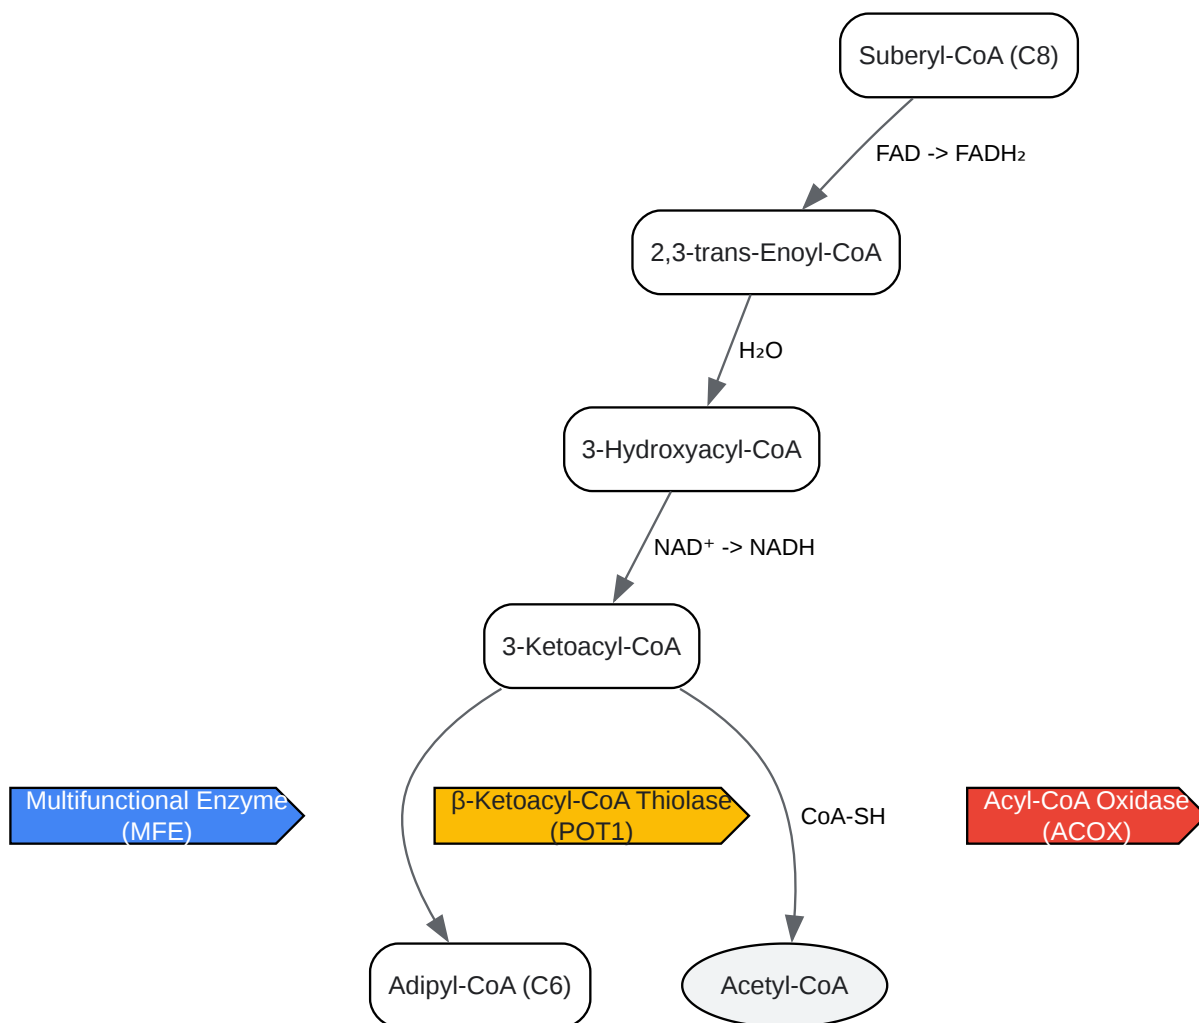 Suberyl-CoA (C8)
FAD -> FADH₂
2,3-trans-Enoyl-CoA
H₂O
3-Hydroxyacyl-CoA
NAD⁺ -> NADH
3-Ketoacyl-CoA
Multifunctional Enzyme
(MFE)
β-Ketoacyl-CoA Thiolase
(POT1)
CoA-SH
Acyl-CoA Oxidase
(ACOX)
Adipyl-CoA (C6)
Acetyl-CoA